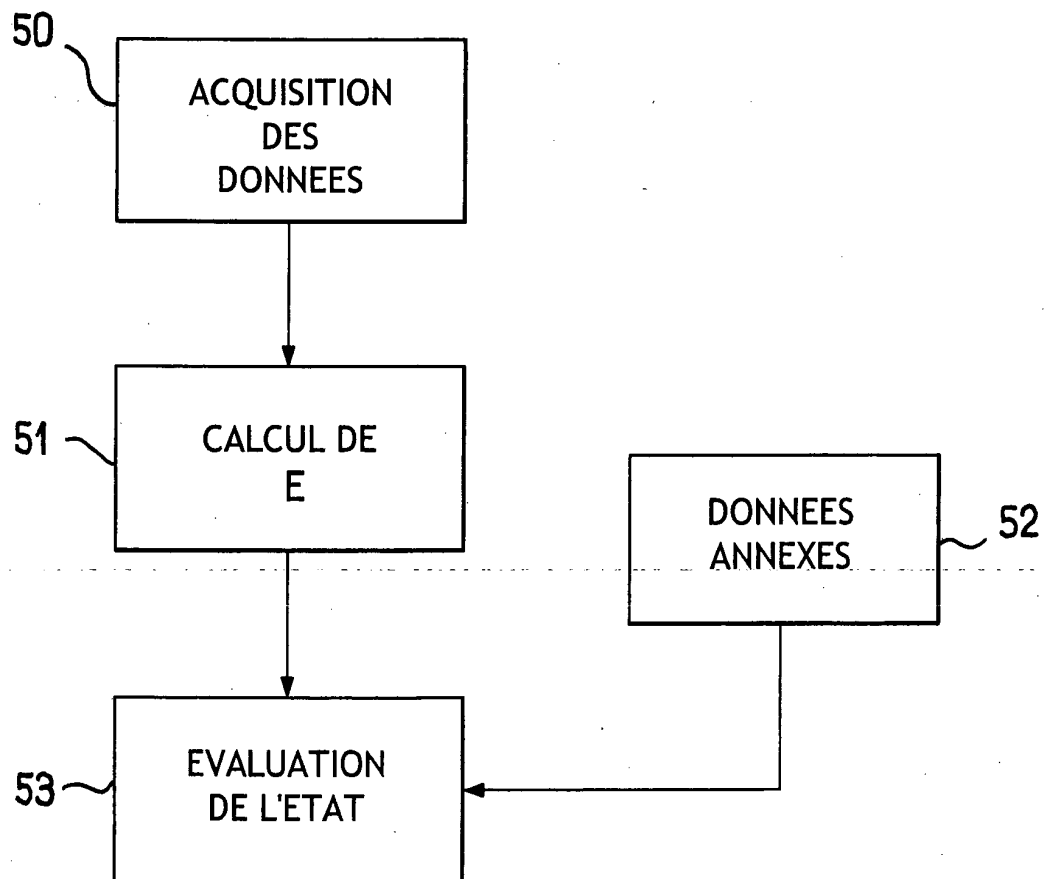 50
ACQUISITION
DES
DONNEES
51
CALCUL DE
E
DONNEES
ANNEXES
52
53
EVALUATION
DE L'ETAT